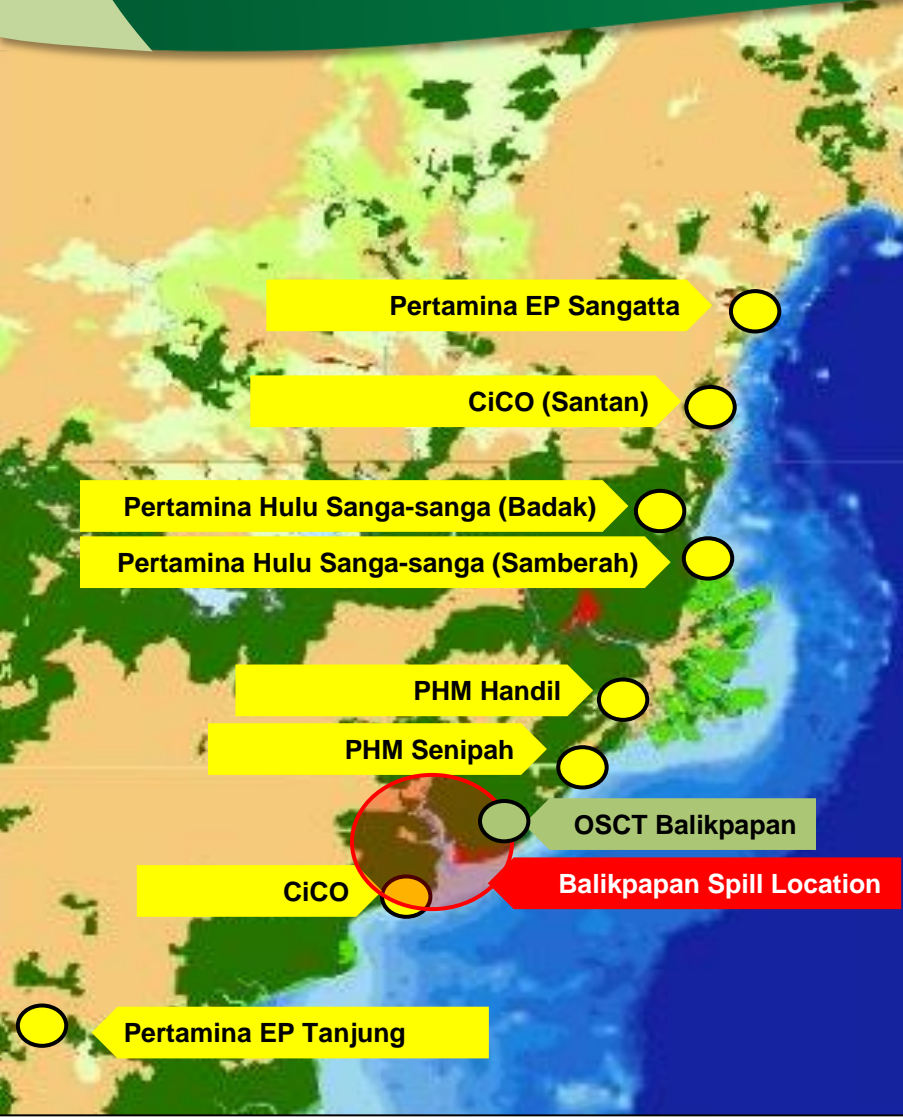 Pertamina EP Sangatta
CiCO (Santan)
Pertamina Hulu Sanga-sanga (Badak)
Pertamina Hulu Sanga-sanga (Samberah)
PHM Handil
PHM Senipah
OSCT Balikpapan
Balikpapan Spill Location
CiCO
Pertamina EP Tanjung